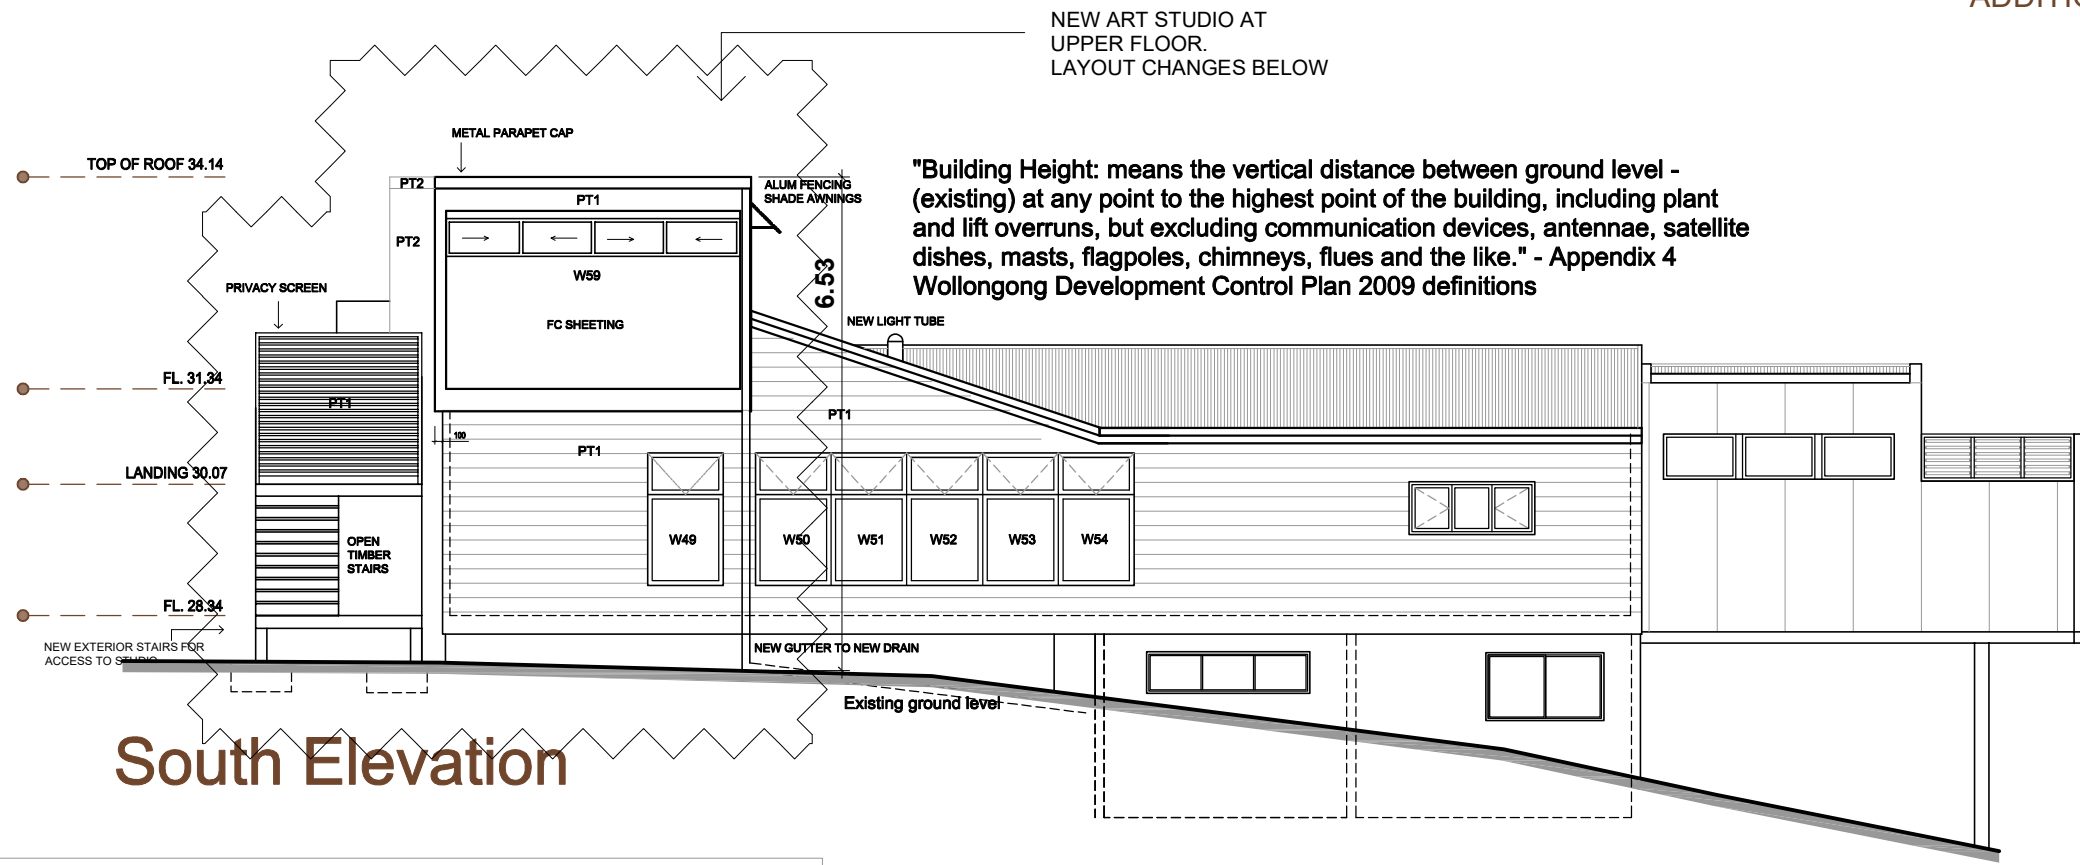 NEW ART STUDIO AT
UPPER FLOOR.
LAYOUT CHANGES BELOW
METAL PARAPET CAP
TOP OF ROOF 34.14
PT2
ALUM FENCING
SHADE AWNINGS
PT1
"Building Height: means the vertical distance between ground level -
(existing) at any point to the highest point of the building, including plant
and lift overruns, but excluding communication devices, antennae, satellite
dishes, masts, flagpoles, chimneys, flues and the like." - Appendix 4
Wollongong Development Control Plan 2009 definitions
PT2
W59
6.53
PRIVACY SCREEN
FC SHEETING
NEW LIGHT TUBE
FL. 31.34
PT1
PT1
100
PT1
LANDING 30.07
OPEN
TIMBER
STAIRS
W49
W50
W51
W52
W53
W54
FL. 28.34
NEW EXTERIOR STAIRS FOR
ACCESS TO STUDIO
NEW GUTTER TO NEW DRAIN
Existing ground level
South Elevation